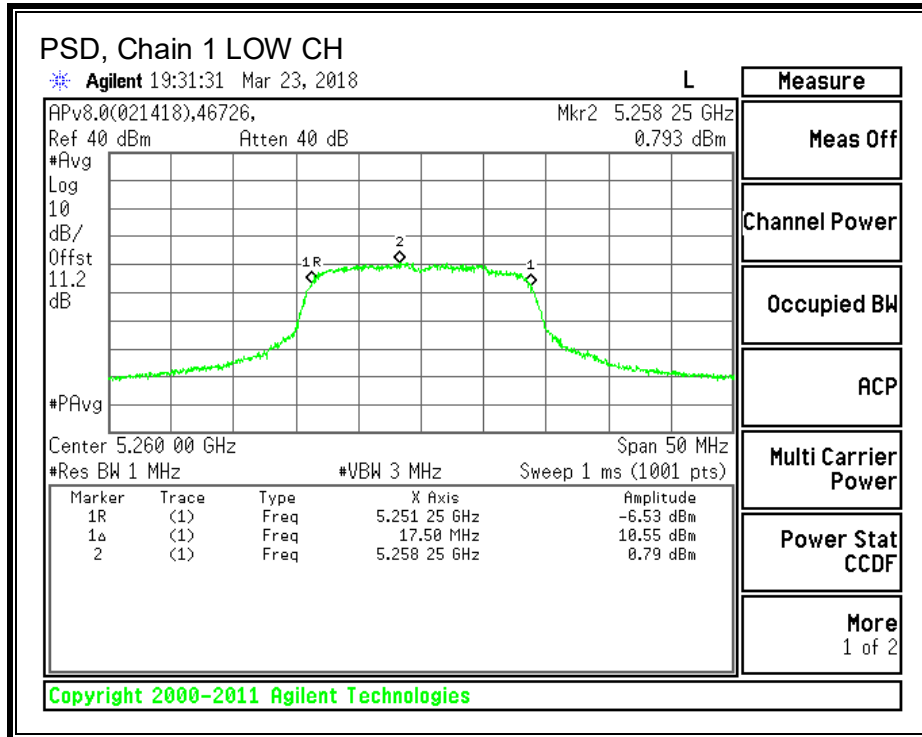 PSD, Chain 1 LOW CH
Agilent 19:31:31 Mar 23, 2018 L
APv8.0(021418),46726, Mkr2 5.258 25 GHz
Ref 40 dBm Atten 40 dB 0.793 dBm
#Avg
Log
10
dB/
Offst
11.2
dB
2
1R
1
#PAvg
Center 5.260 00 GHz Span 50 MHz
#Res BW 1 MHz #VBW 3 MHz Sweep 1 ms (1001 pts)
Marker Trace Type X Axis Amplitude
1R (1) Freq 5.251 25 GHz -6.53 dBm
1Δ (1) Freq 17.50 MHz 10.55 dBm
2 (1) Freq 5.258 25 GHz 0.79 dBm
Measure
Meas Off
Channel Power
Occupied BW
ACP
Multi Carrier
Power
Power Stat
CCDF
More
1 of 2
Copyright 2000-2011 Agilent Technologies